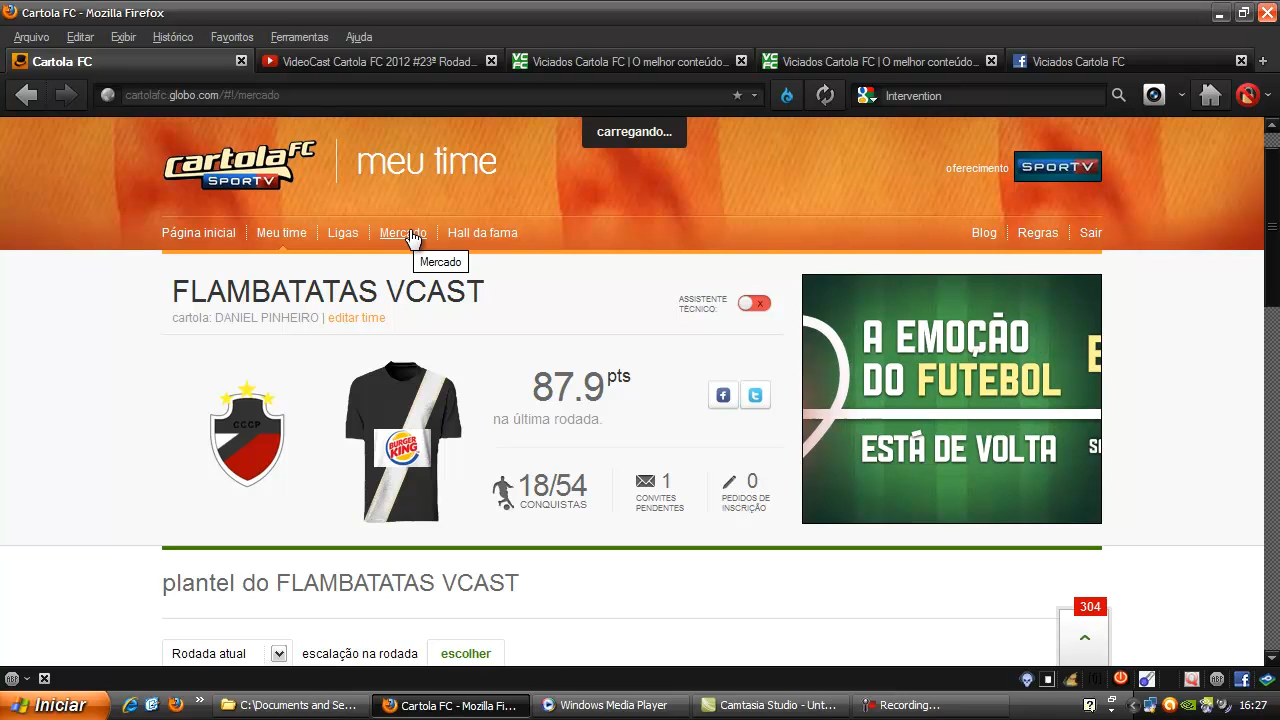 Cartola FC - Mozilla Firefox
Arquivo Editar Exibir Histórico Favoritos Ferramentas Ajuda
Cartola FC
VideoCast Cartola FC 2012 #23ª Rodad...
Viciados Cartola FC | O melhor conteúdo...
Viciados Cartola FC | O melhor conteúdo...
Viciados Cartola FC
cartolafc.globo.com/#!/mercado
Intervention
carregando...
cartola FC
SPORTV
meu time
oferecimento
SPORTV
Página inicial Meu time Ligas Mercado Hall da fama
Blog Regras Sair
Mercado
FLAMBATATAS VCAST
cartola: DANIEL PINHEIRO | editar time
ASSISTENTE
TÉCNICO:
x
CCCP
BURGER
KING
87.9 pts
na última rodada.
18/54
CONQUISTAS
1
CONVITES
PENDENTES
0
PEDIDOS DE
INSCRIÇÃO
A EMOÇÃO
DO FUTEBOL
ESTÁ DE VOLTA
plantel do FLAMBATATAS VCAST
304
Rodada atual
escalação na rodada
escolher
ABP
Iniciar
C:\Documents and Se...
Cartola FC - Mozilla Fi...
Windows Media Player
Camtasia Studio - Unt...
Recording...
16:27